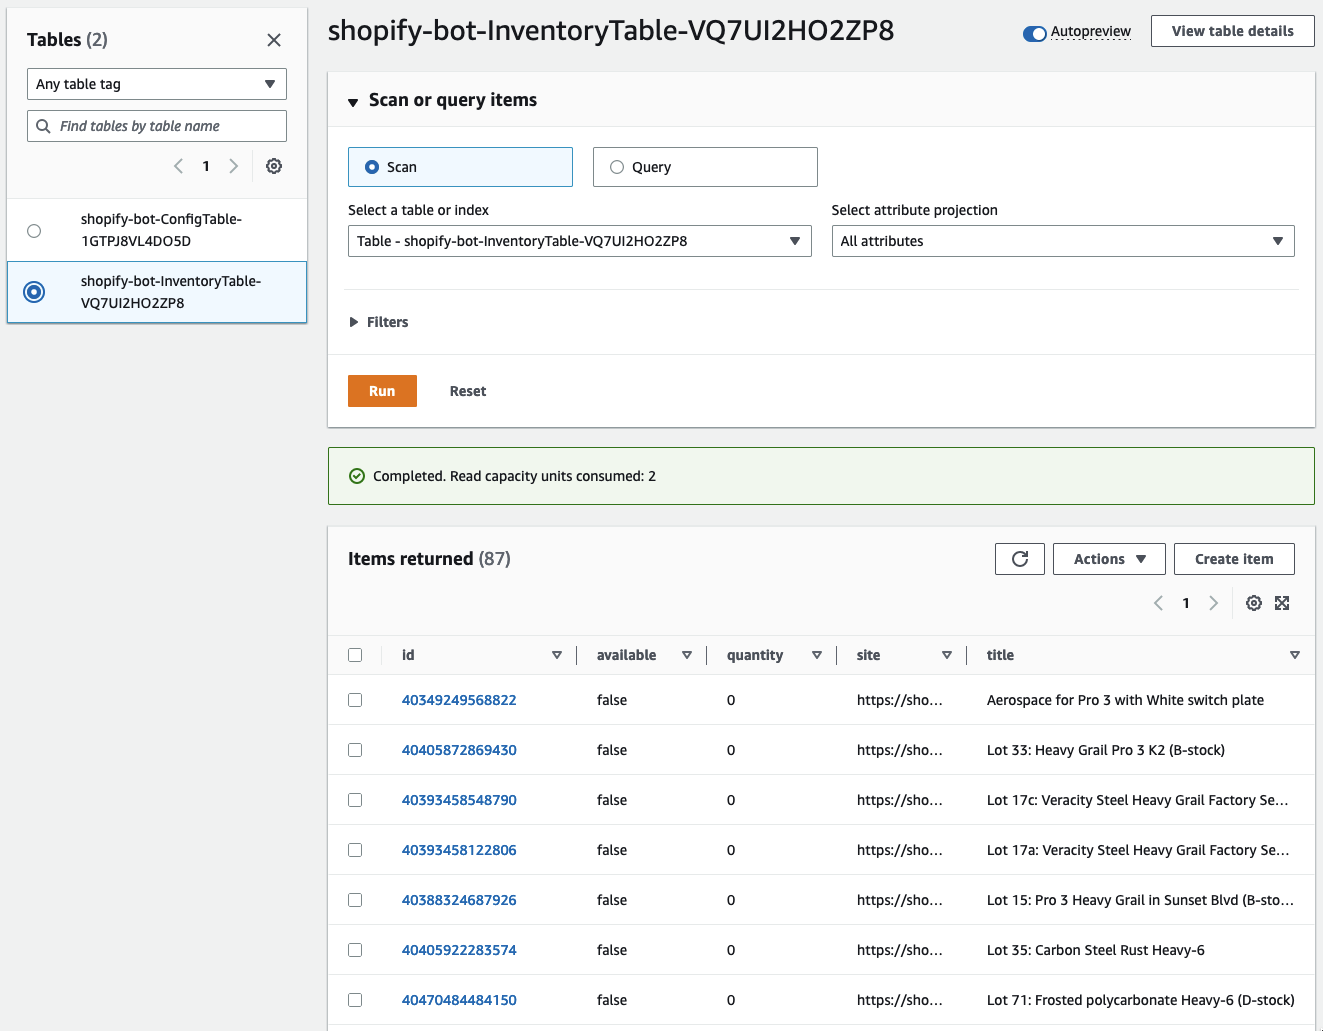 Tables (2)
Any table tag
Find tables by table name
1
shopify-bot-ConfigTable-
1GTPJ8VL4DO5D
shopify-bot-InventoryTable-
VQ7UI2HO2ZP8
shopify-bot-InventoryTable-VQ7UI2HO2ZP8
Autopreview
View table details
Scan or query items
Scan
Query
Select a table or index
Select attribute projection
Table - shopify-bot-InventoryTable-VQ7UI2HO2ZP8
All attributes
Filters
Run
Reset
Completed. Read capacity units consumed: 2
Items returned (87)
Actions
Create item
1
id available quantity site title
40349249568822 false 0 https://sho... Aerospace for Pro 3 with White switch plate
40405872869430 false 0 https://sho... Lot 33: Heavy Grail Pro 3 K2 (B-stock)
40393458548790 false 0 https://sho... Lot 17c: Veracity Steel Heavy Grail Factory Se...
40393458122806 false 0 https://sho... Lot 17a: Veracity Steel Heavy Grail Factory Se...
40388324687926 false 0 https://sho... Lot 15: Pro 3 Heavy Grail in Sunset Blvd (B-sto...
40405922283574 false 0 https://sho... Lot 35: Carbon Steel Rust Heavy-6
40470484484150 false 0 https://sho... Lot 71: Frosted polycarbonate Heavy-6 (D-stock)